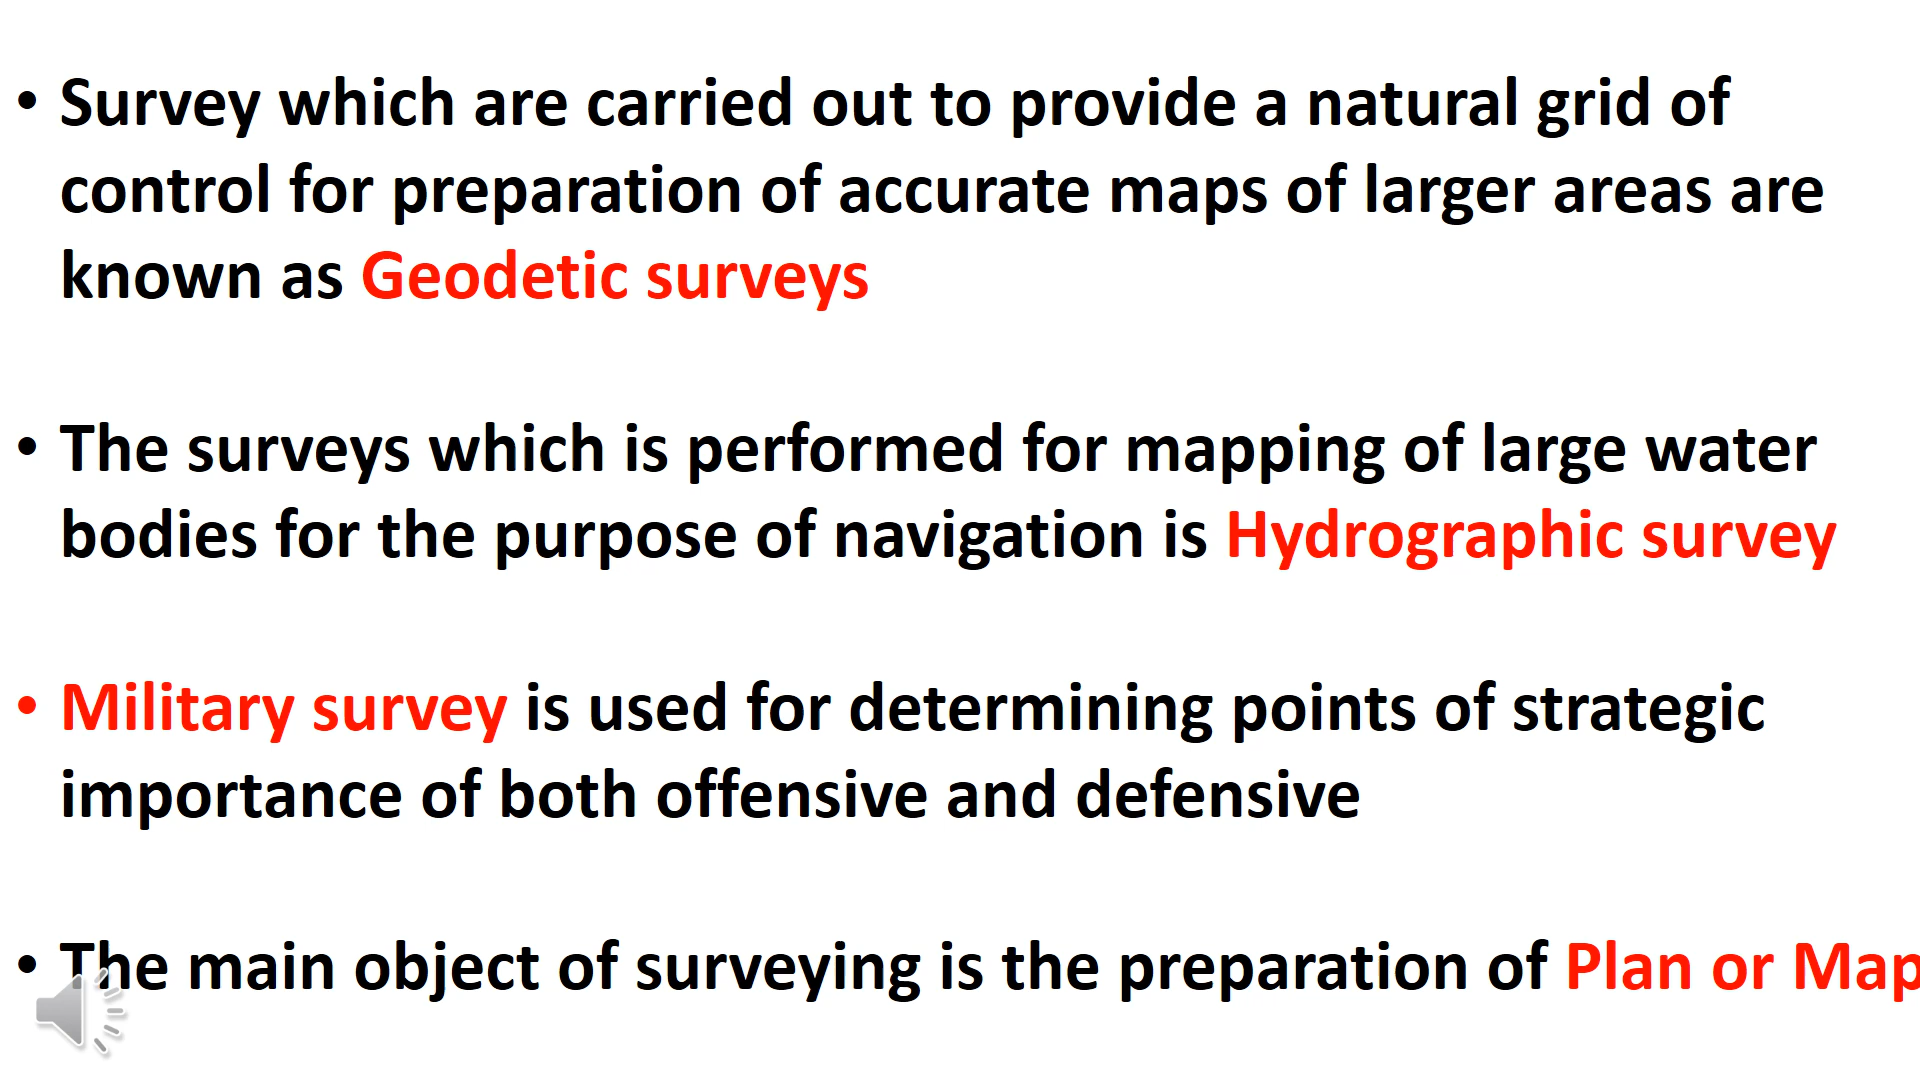 • Survey which are carried out to provide a natural grid of
control for preparation of accurate maps of larger areas are
known as Geodetic surveys
• The surveys which is performed for mapping of large water
bodies for the purpose of navigation is Hydrographic survey
• Military survey is used for determining points of strategic
importance of both offensive and defensive
• The main object of surveying is the preparation of Plan or Map